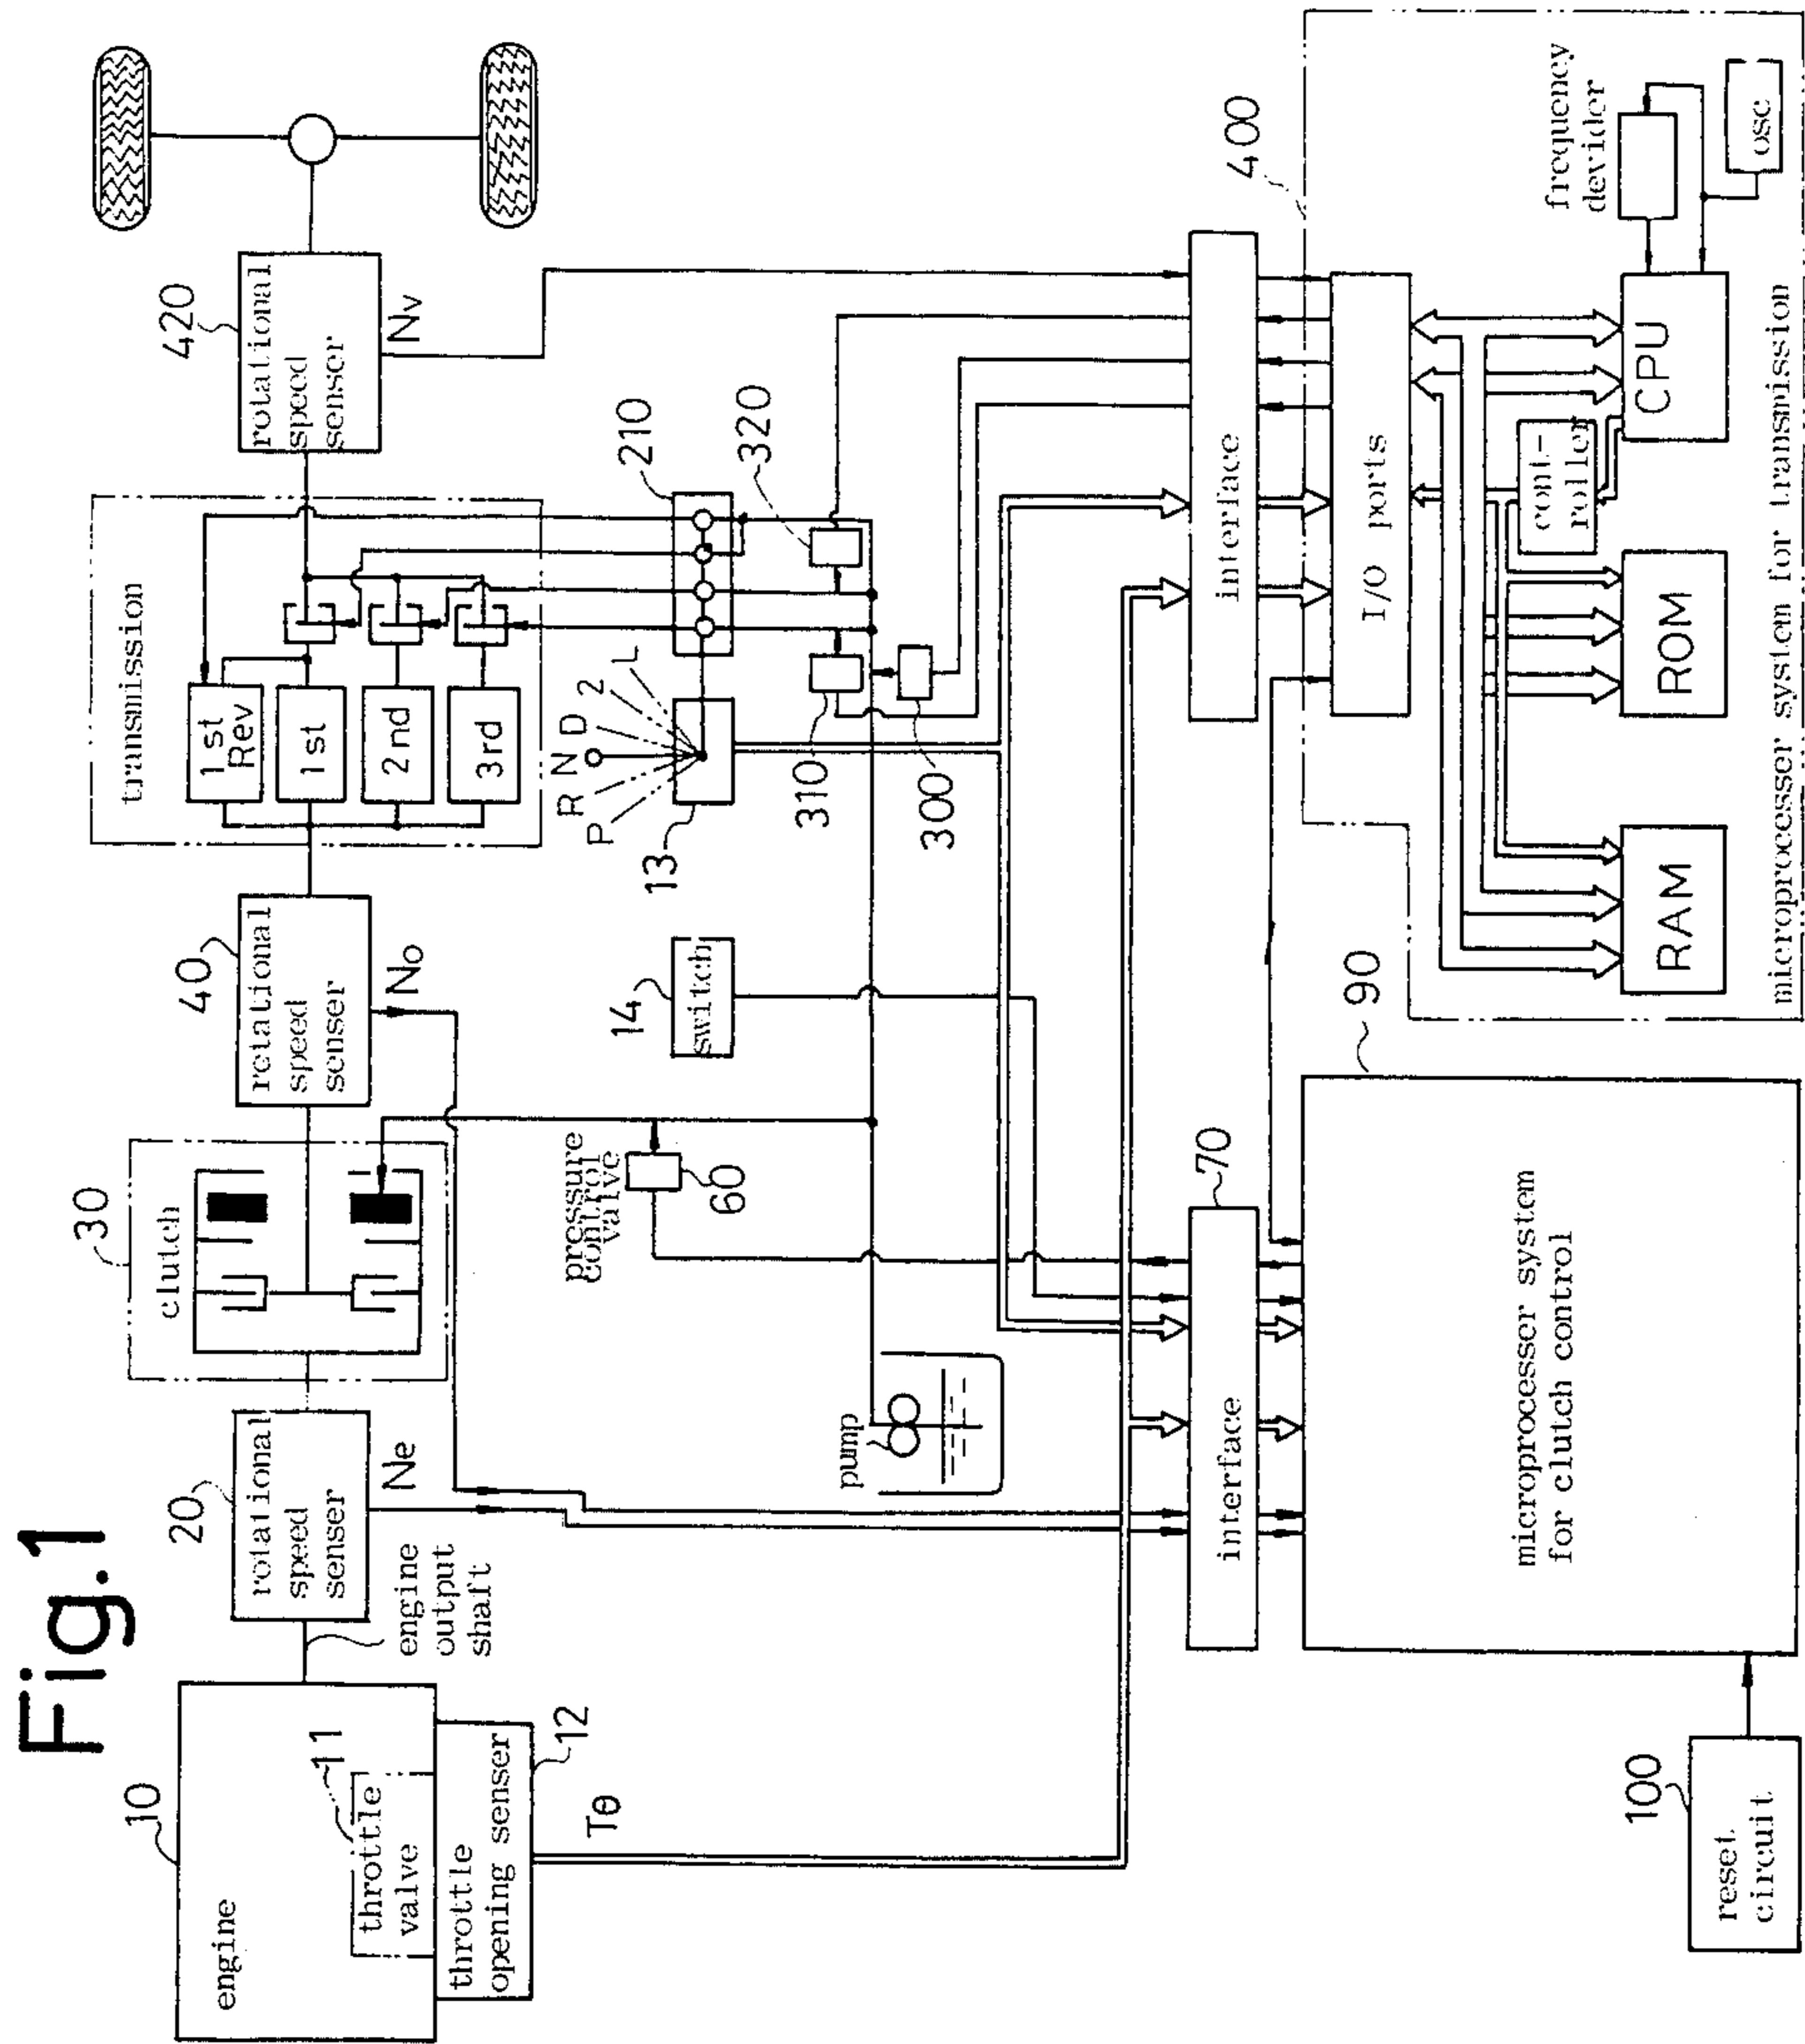 Fig.1
10
engine
11
throttle
valve
throttle
opening senser
12
Tθ
engine
output
shaft
20
rotational
speed
senser
Ne
30
clutch
40
rotational
speed
senser
No
transmission
1st
Rev
1st
2nd
3rd
420
rotational
speed
senser
Nv
P
R
N
D
2
L
13
210
14
switch
310
320
300
pressure
control
valve
60
pump
70
interface
interface
400
90
microprocesser system
for clutch control
100
reset
circuit
I/O ports
frequency
devider
osc
CPU
cont-
roller
ROM
RAM
microprocesser system for transmission